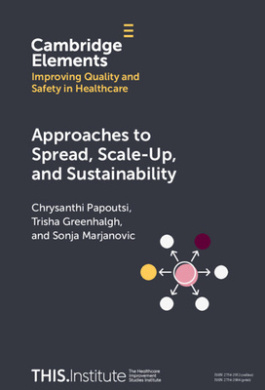 Cambridge
Elements
Improving Quality and
Safety in Healthcare
Approaches to
Spread, Scale-Up,
and Sustainability
Chrysanthi Papoutsi,
Trisha Greenhalgh,
and Sonja Marjanovic
THIS.Institute
The Healthcare
Improvement
Studies Institute